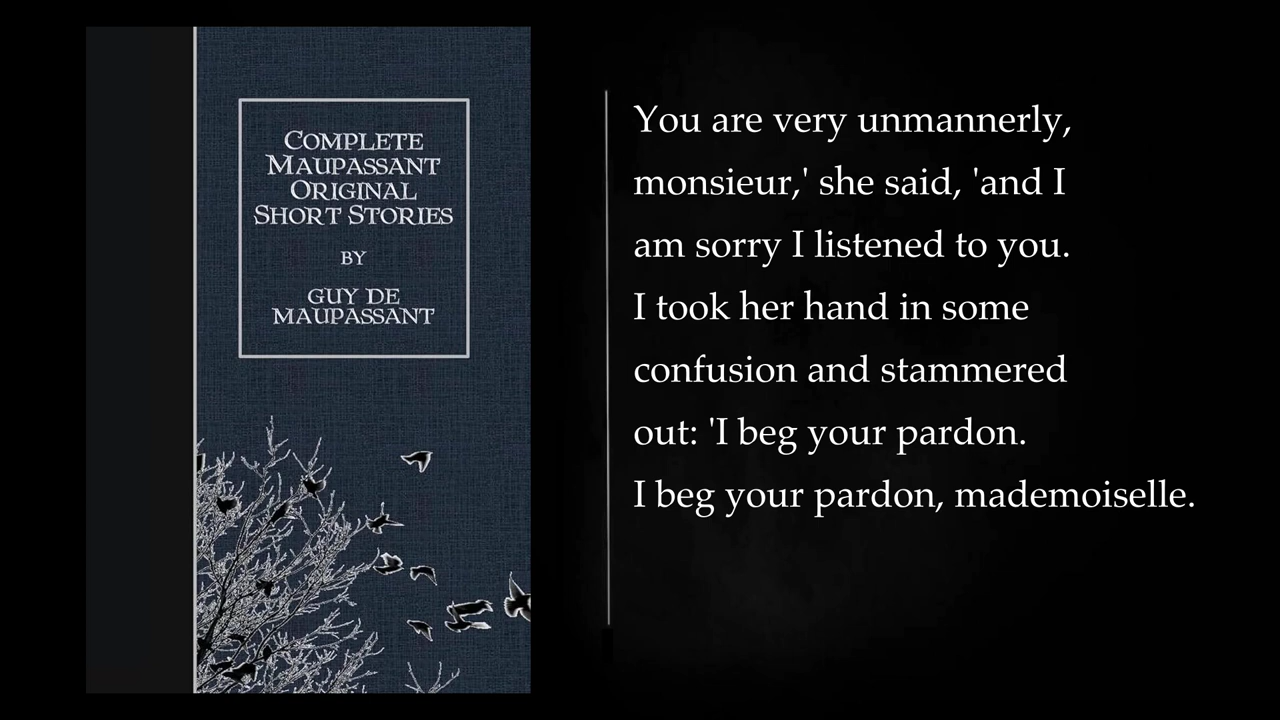 COMPLETE
MAUPASSANT
ORIGINAL
SHORT STORIES
BY
GUY DE
MAUPASSANT
You are very unmannerly,
monsieur,' she said, 'and I
am sorry I listened to you.
I took her hand in some
confusion and stammered
out: 'I beg your pardon.
I beg your pardon, mademoiselle.